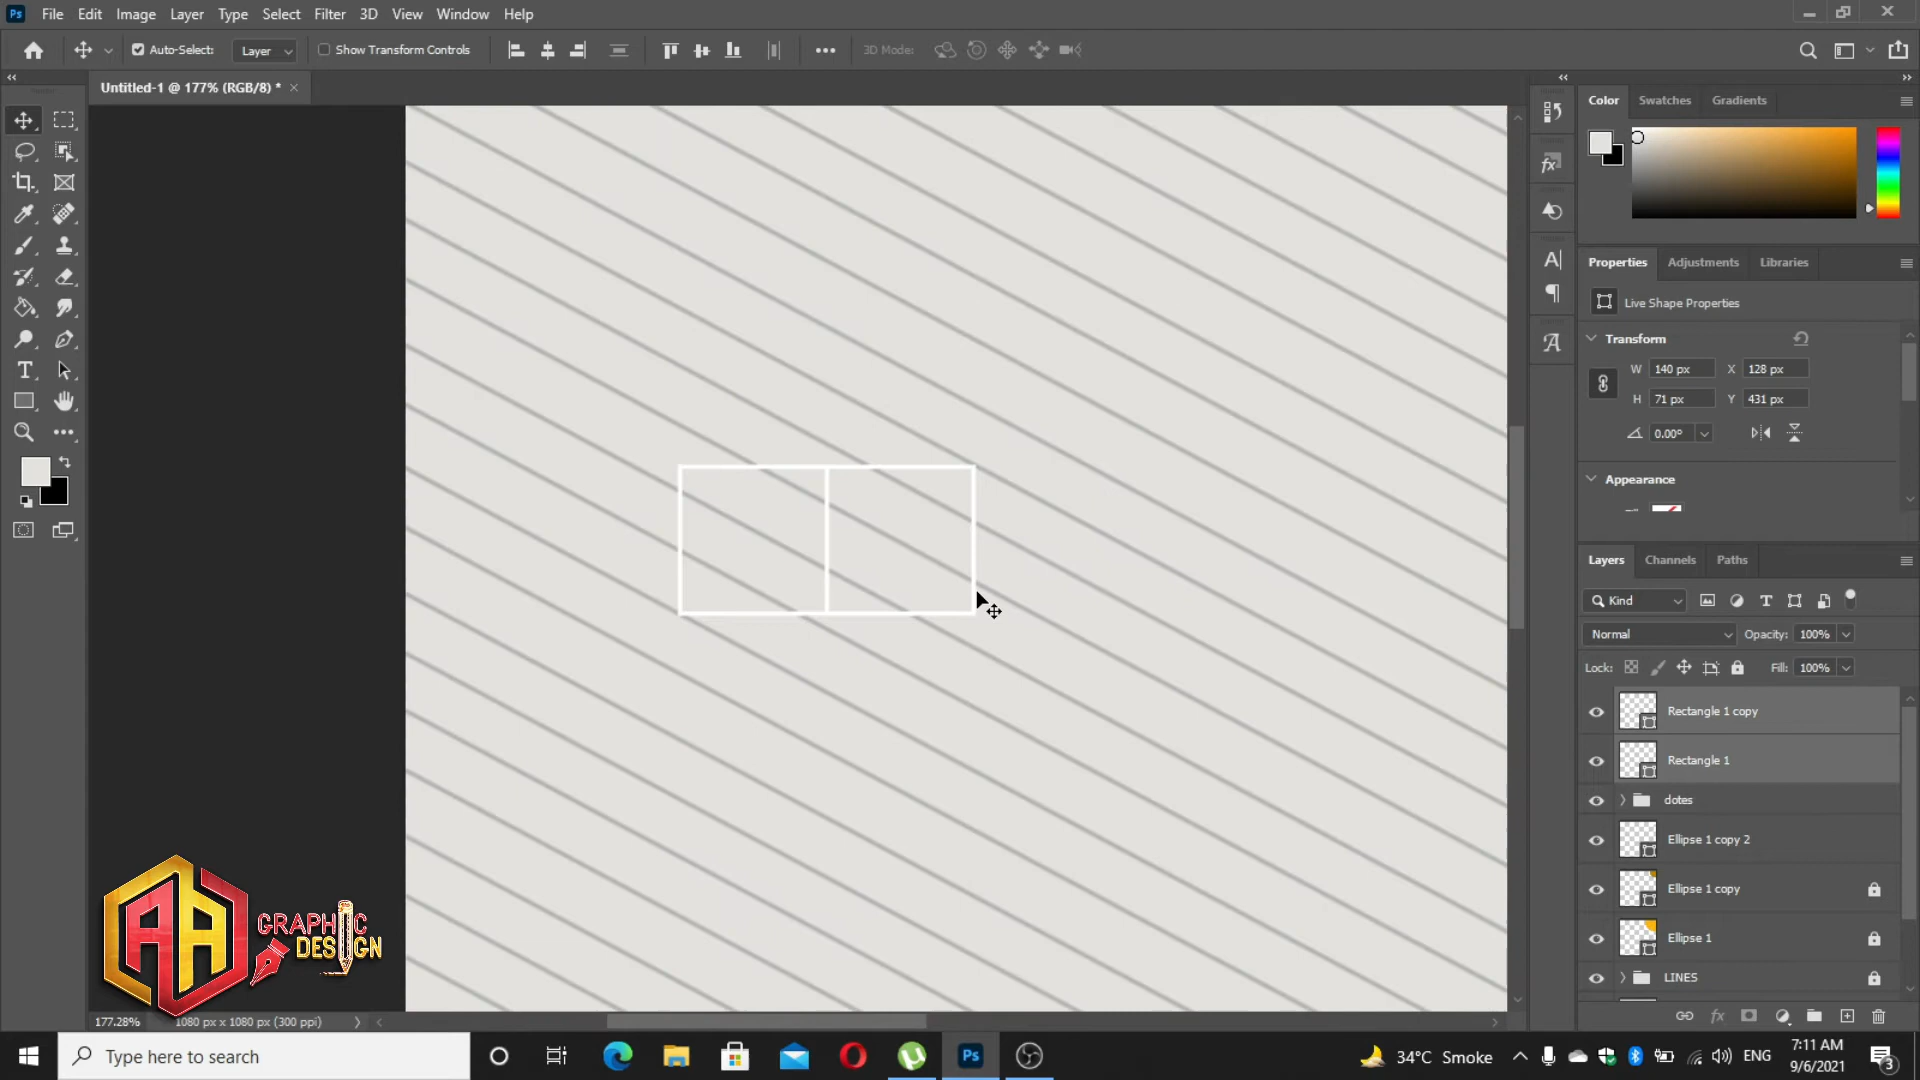 Ps File Edit Image Layer Type Select Filter 3D View Window Help
Auto-Select: Layer Show Transform Controls 3D Mode:
Untitled-1 @ 177% (RGB/8) * ×
Color Swatches Gradients
Properties Adjustments Libraries
Live Shape Properties
Transform
W 140 px X 128 px
H 71 px Y 431 px
0.00°
Appearance
Layers Channels Paths
Kind
Normal Opacity: 100%
Lock: Fill: 100%
Rectangle 1 copy
Rectangle 1
dotes
Ellipse 1 copy 2
Ellipse 1 copy
Ellipse 1
LINES
AA GRAPHIC
DESIGN
177.28% 1080 px x 1080 px (300 ppi)
Type here to search
Ps
34°C Smoke
ENG
7:11 AM
9/6/2021
3